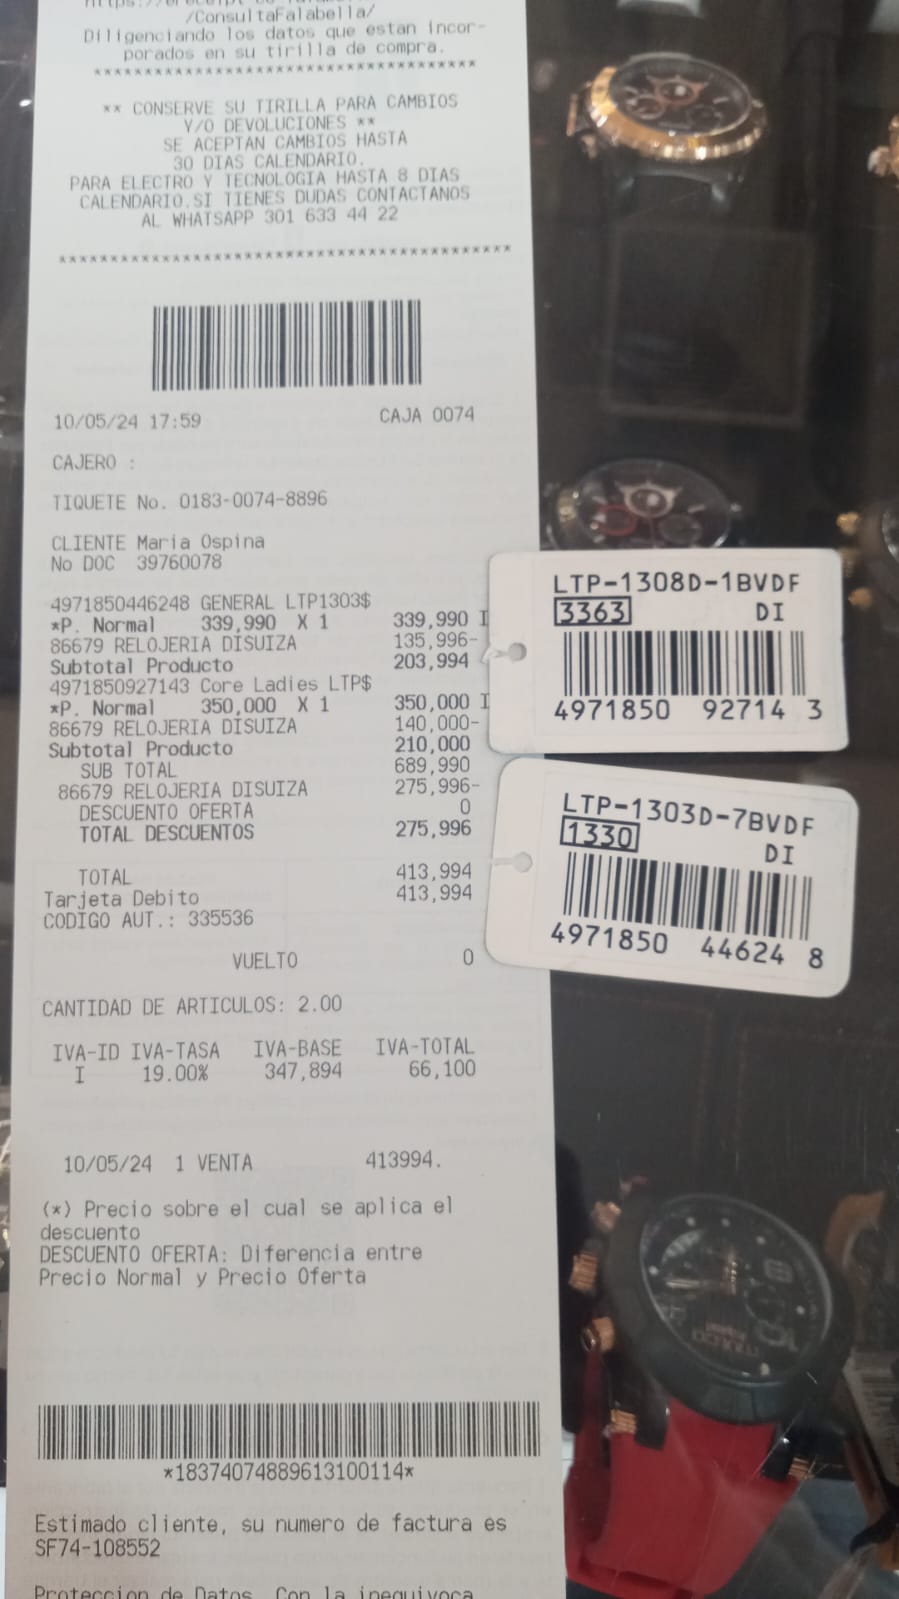 /ConsultaFalabella/
Diligenciando los datos que estan incor-
porados en su tirilla de compra.
*************************************
** CONSERVE SU TIRILLA PARA CAMBIOS
Y/O DEVOLUCIONES **
SE ACEPTAN CAMBIOS HASTA
30 DIAS CALENDARIO.
PARA ELECTRO Y TECNOLOGIA HASTA 8 DIAS
CALENDARIO.SI TIENES DUDAS CONTACTANOS
AL WHATSAPP 301 633 44 22
********************************************
10/05/24 17:59 CAJA 0074
CAJERO :
TIQUETE No. 0183-0074-8896
CLIENTE Maria Ospina
No DOC 39760078
4971850446248 GENERAL LTP1303$
*P. Normal 339,990 X 1 339,990 I
86679 RELOJERIA DISUIZA 135,996-
Subtotal Producto 203,994
4971850927143 Core Ladies LTP$
*P. Normal 350,000 X 1 350,000 I
86679 RELOJERIA DISUIZA 140,000-
Subtotal Producto 210,000
SUB TOTAL 689,990
86679 RELOJERIA DISUIZA 275,996-
DESCUENTO OFERTA 0
TOTAL DESCUENTOS 275,996
TOTAL 413,994
Tarjeta Debito 413,994
CODIGO AUT.: 335536
VUELTO 0
CANTIDAD DE ARTICULOS: 2.00
IVA-ID IVA-TASA IVA-BASE IVA-TOTAL
I 19.00% 347,894 66,100
10/05/24 1 VENTA 413994.
(*) Precio sobre el cual se aplica el
descuento
DESCUENTO OFERTA: Diferencia entre
Precio Normal y Precio Oferta
*18374074889613100114*
Estimado cliente, su numero de factura es
SF74-108552
Proteccion de Datos. Con la inequivoca
LTP-1308D-1BVDF
3363 DI
4971850 92714 3
LTP-1303D-7BVDF
1330 DI
4971850 44624 8